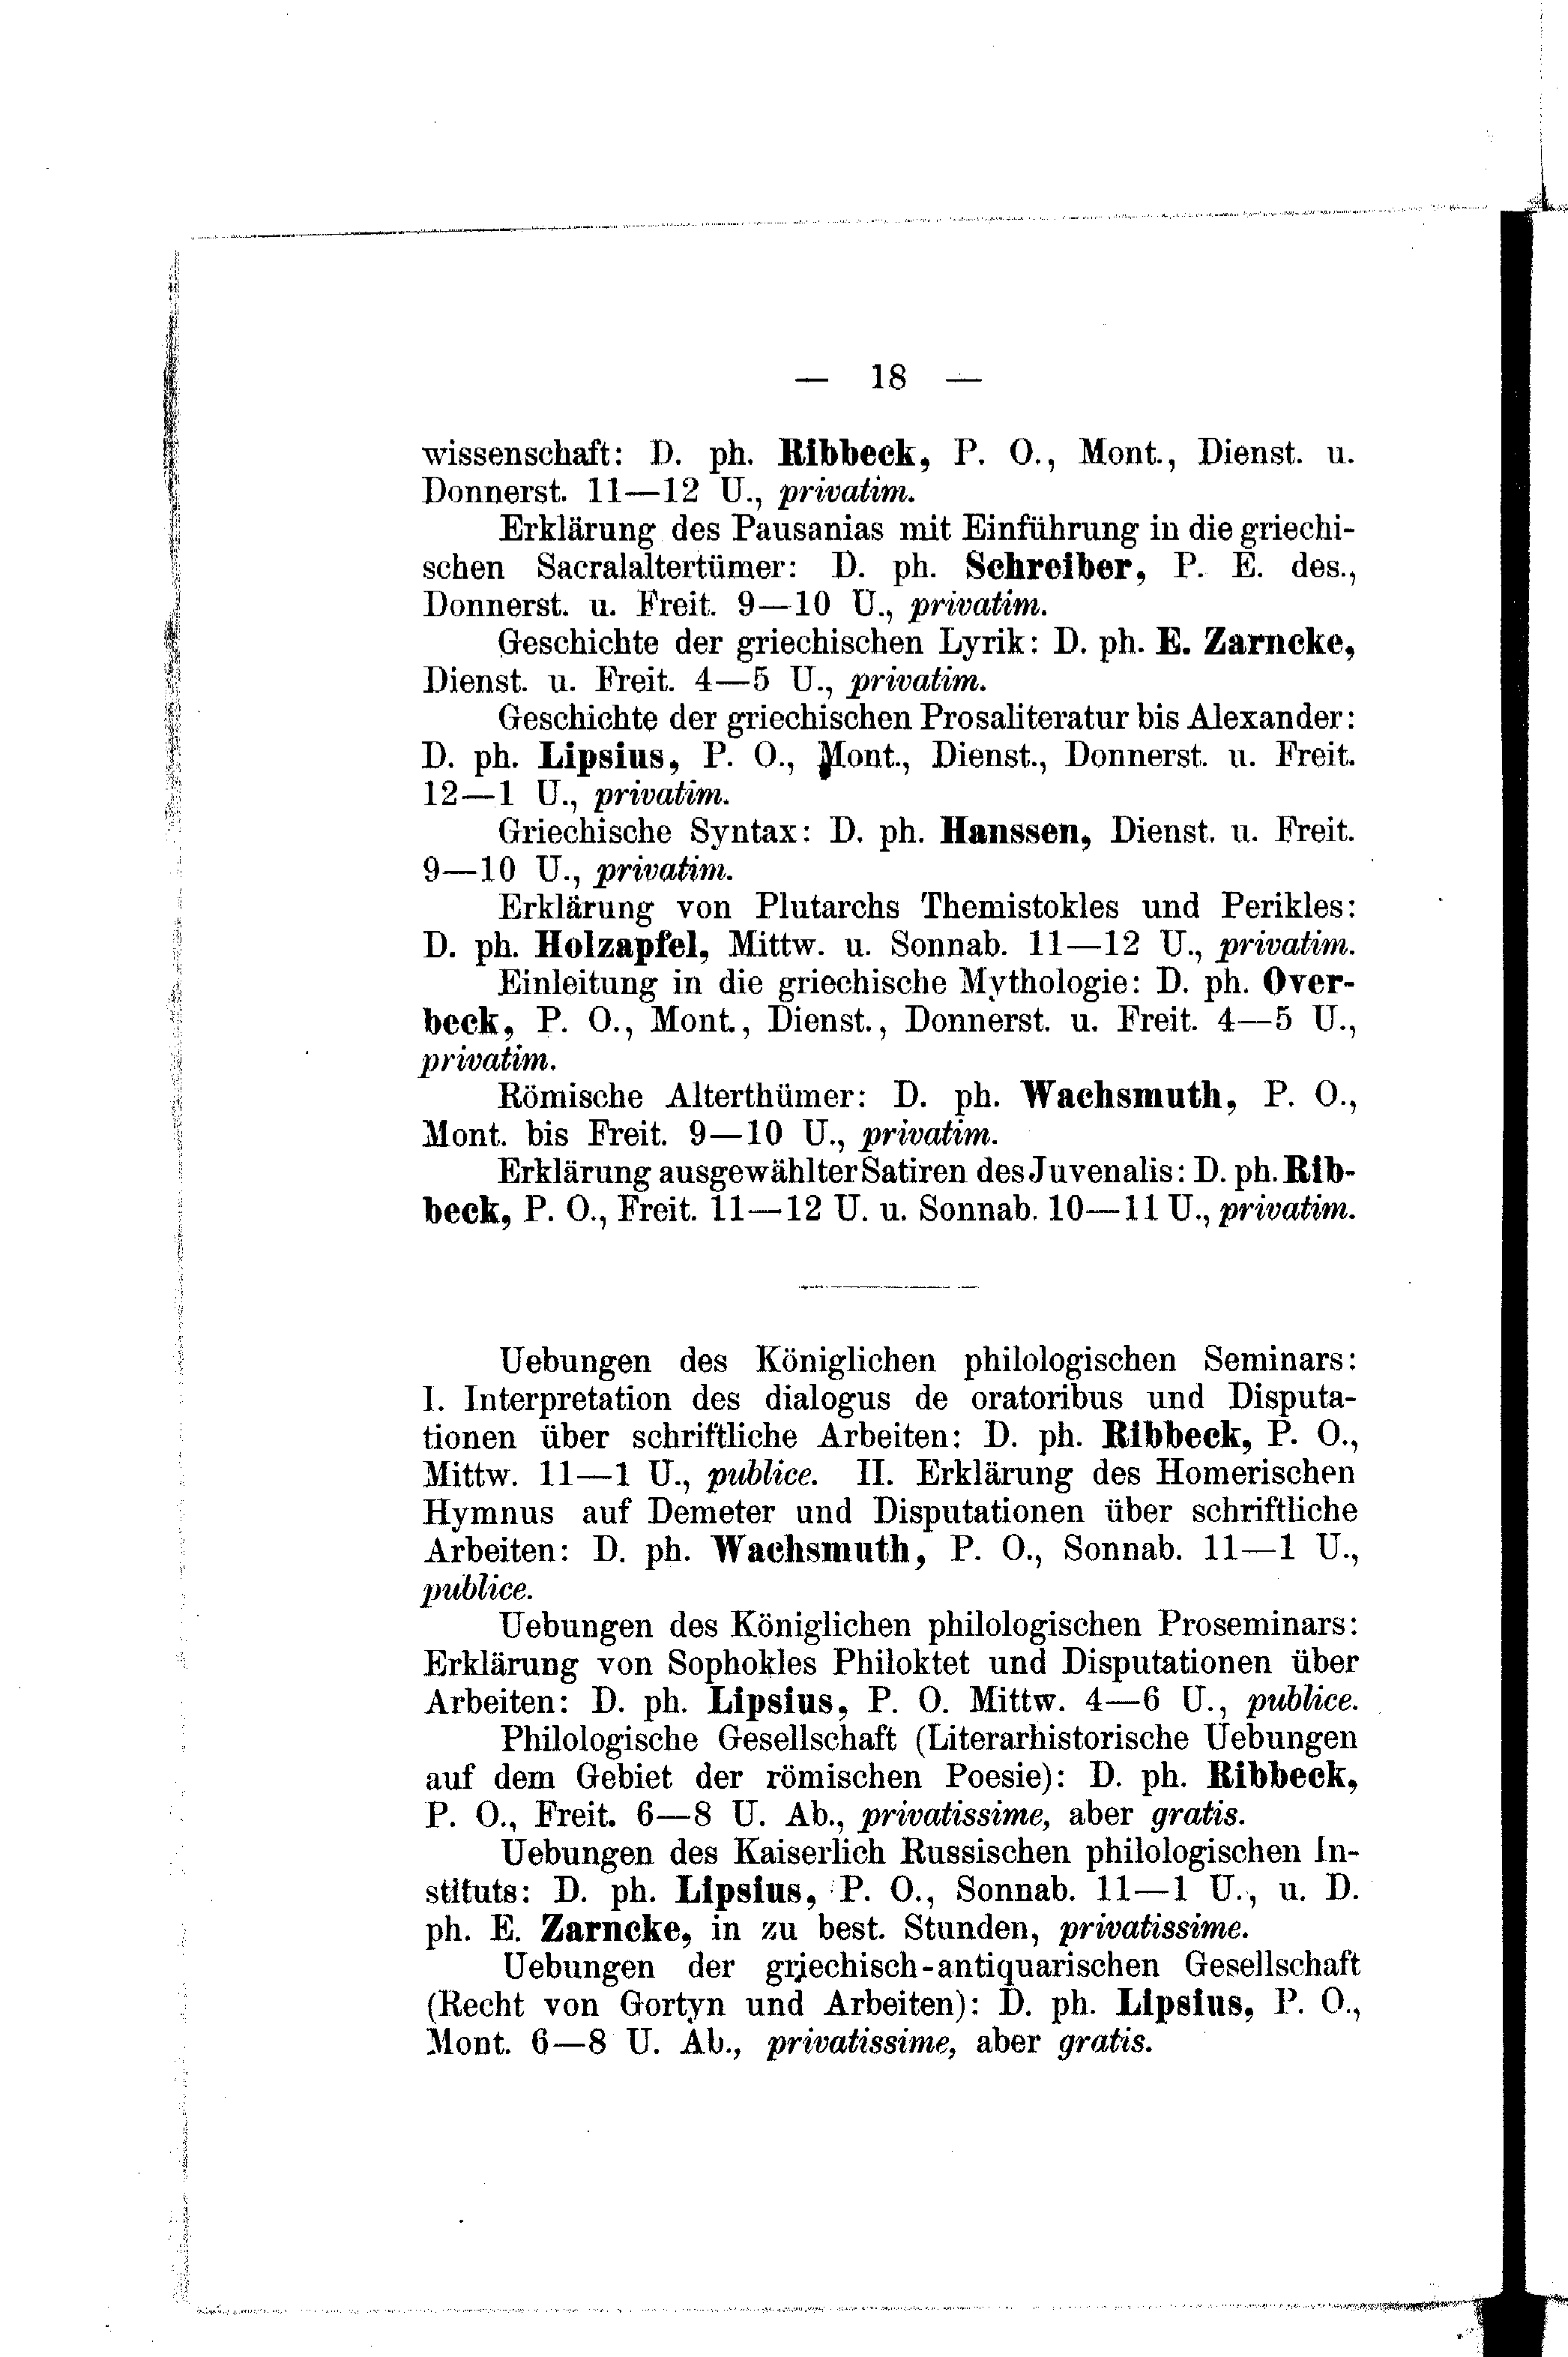 — 18 —
wissenschaft: D. ph. Ribbeck, P. O., Mont., Dienst. u.
Donnerst. 11—12 U., privatim.
Erklärung des Pausanias mit Einführung in die griechi-
schen Sacralaltertümer: D. ph. Schreiber, P. E. des.,
Donnerst. u. Freit. 9—10 U., privatim.
Geschichte der griechischen Lyrik: D. ph. E. Zarncke,
Dienst. u. Freit. 4—5 U., privatim.
Geschichte der griechischen Prosaliteratur bis Alexander:
D. ph. Lipsius, P. O., Mont., Dienst., Donnerst. u. Freit.
12—1 U., privatim.
Griechische Syntax: D. ph. Hanssen, Dienst. u. Freit.
9—10 U., privatim.
Erklärung von Plutarchs Themistokles und Perikles:
D. ph. Holzapfel, Mittw. u. Sonnab. 11—12 U., privatim.
Einleitung in die griechische Mythologie: D. ph. Over-
beck, P. O., Mont., Dienst., Donnerst. u. Freit. 4—5 U.,
privatim.
Römische Alterthümer: D. ph. Wachsmuth, P. O.,
Mont. bis Freit. 9—10 U., privatim.
Erklärung ausgewählter Satiren des Juvenalis: D. ph. Rib-
beck, P. O., Freit. 11—12 U. u. Sonnab. 10—11 U., privatim.
Uebungen des Königlichen philologischen Seminars:
I. Interpretation des dialogus de oratoribus und Disputa-
tionen über schriftliche Arbeiten: D. ph. Ribbeck, P. O.,
Mittw. 11—1 U., publice. II. Erklärung des Homerischen
Hymnus auf Demeter und Disputationen über schriftliche
Arbeiten: D. ph. Wachsmuth, P. O., Sonnab. 11—1 U.,
publice.
Uebungen des Königlichen philologischen Proseminars:
Erklärung von Sophokles Philoktet und Disputationen über
Arbeiten: D. ph. Lipsius, P. O. Mittw. 4—6 U., publice.
Philologische Gesellschaft (Literarhistorische Uebungen
auf dem Gebiet der römischen Poesie): D. ph. Ribbeck,
P. O., Freit. 6—8 U. Ab., privatissime, aber gratis.
Uebungen des Kaiserlich Russischen philologischen In-
stituts: D. ph. Lipsius, P. O., Sonnab. 11—1 U., u. D.
ph. E. Zarncke, in zu best. Stunden, privatissime.
Uebungen der griechisch-antiquarischen Gesellschaft
(Recht von Gortyn und Arbeiten): D. ph. Lipsius, P. O.,
Mont. 6—8 U. Ab., privatissime, aber gratis.